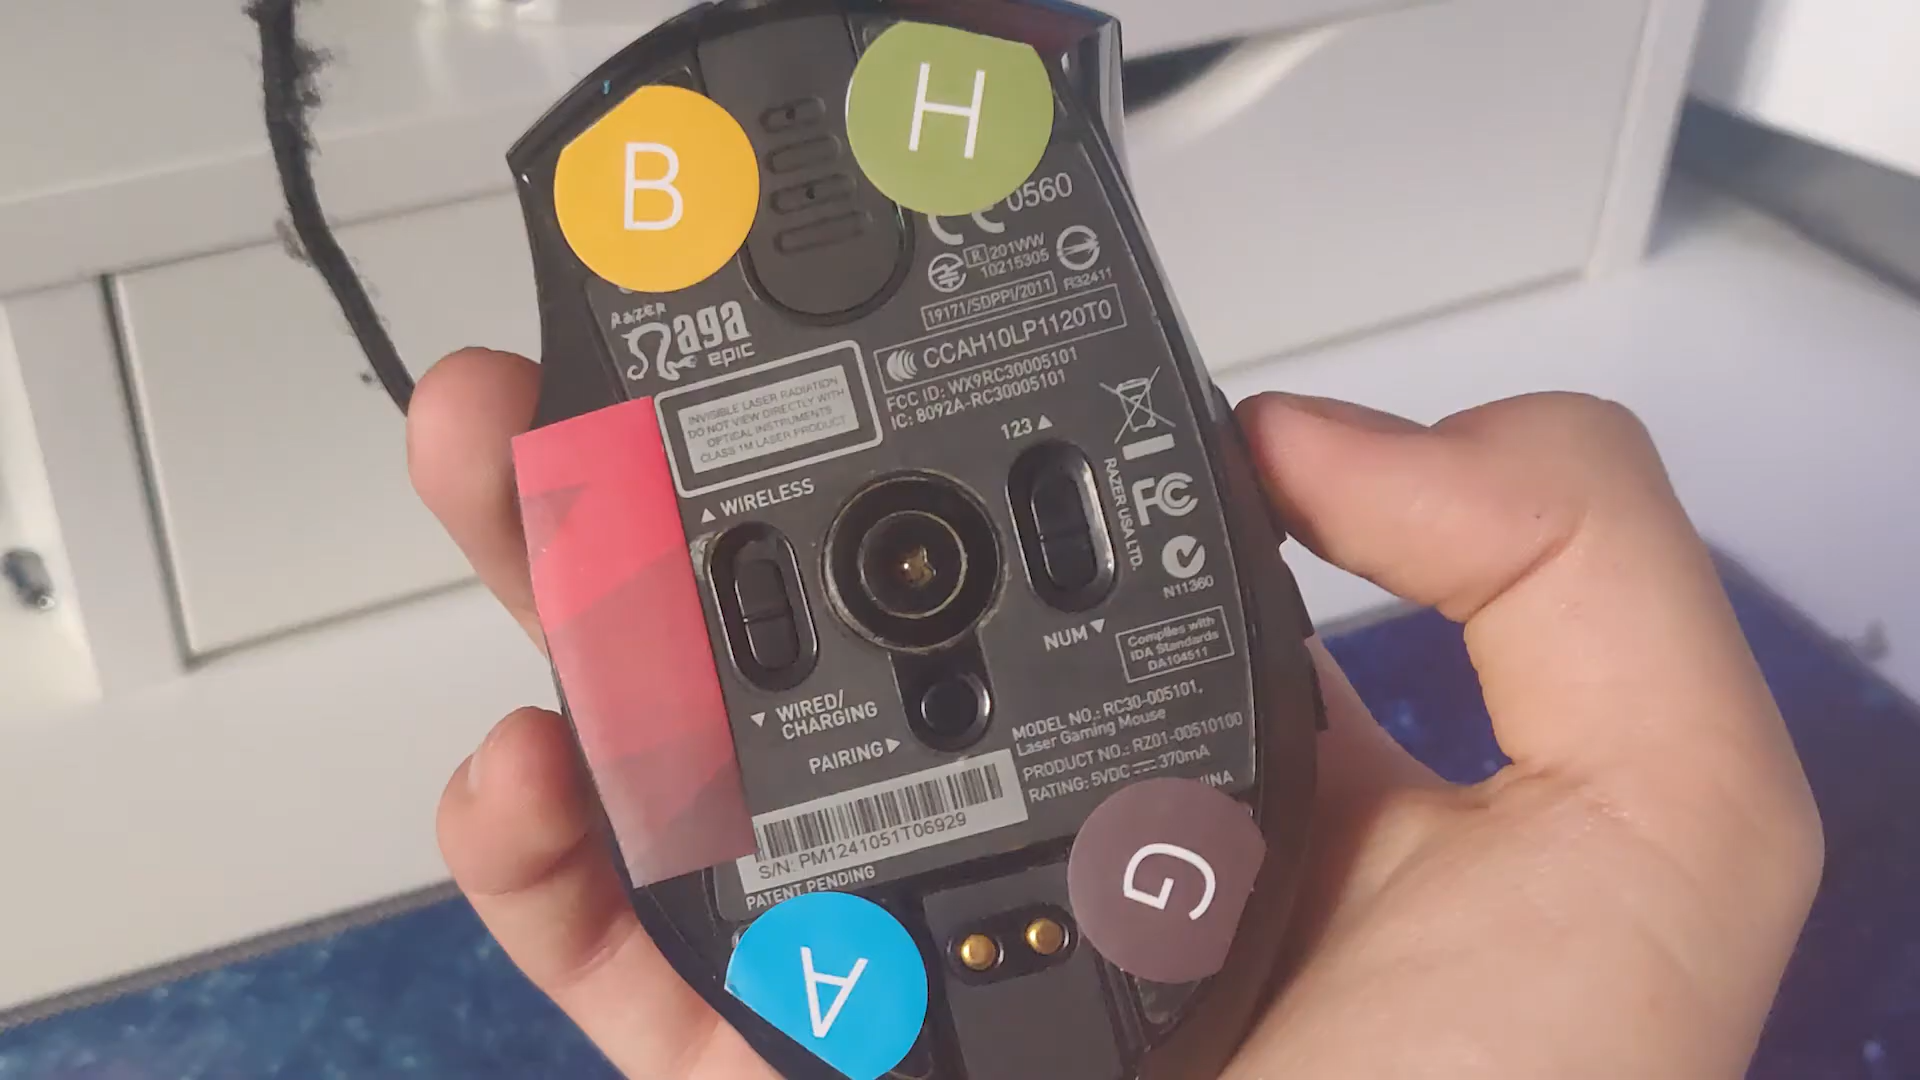 B
H
0560
R 201WW
10215305
R32411
19171/SDPPI/2011
CCAH10LP1120T0
FCC ID: WX9RC30005101
IC: 8092A-RC30005101
RAZER
Naga
epic
INVISIBLE LASER RADIATION
DO NOT VIEW DIRECTLY WITH
OPTICAL INSTRUMENTS
CLASS 1M LASER PRODUCT
123 ▲
▲ WIRELESS
RAZER USA LTD.
FC
N11360
NUM ▼
Complies with
IDA Standards
DA104511
▼ WIRED/
CHARGING
PAIRING ▶
MODEL NO.: RC30-005101,
Laser Gaming Mouse
PRODUCT NO.: RZ01-00510100
RATING: 5VDC 370mA
S/N: PM1241051T06929
PATENT PENDING
G
A